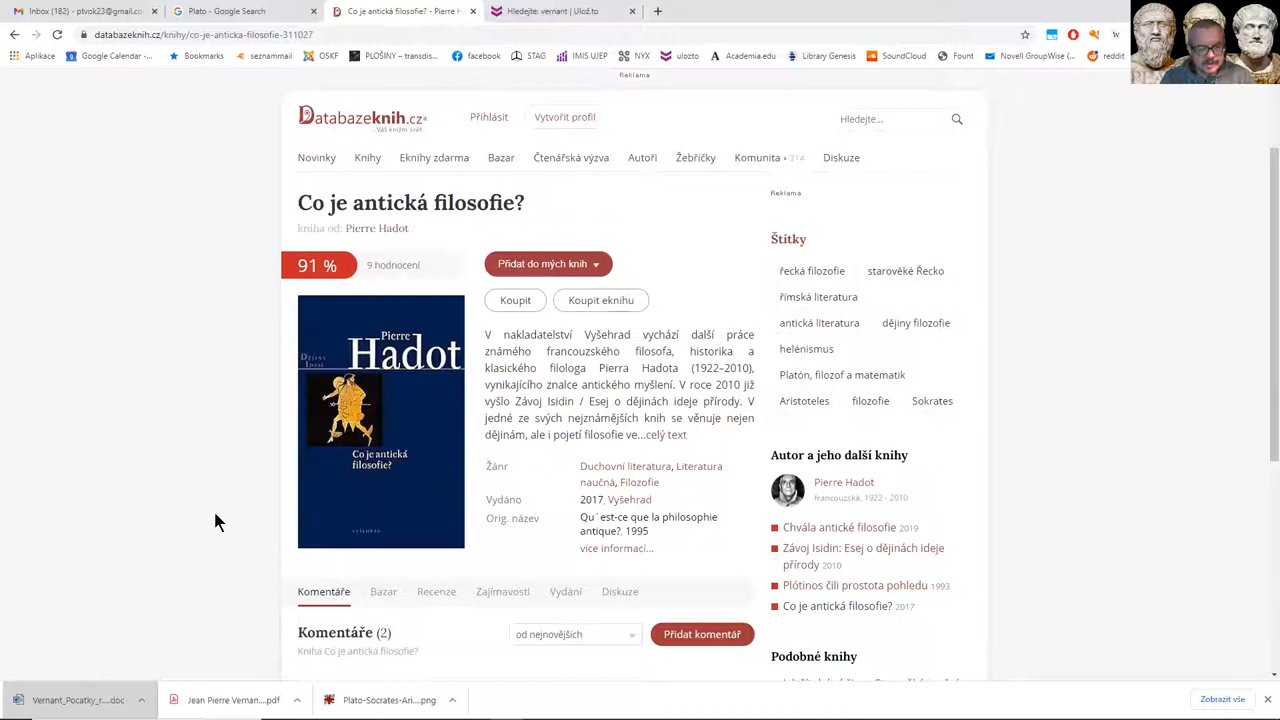 Inbox (182) - ptvok23@gmail.co
Plato - Google Search
Co je antická filosofie? - Pierre H
Hledejte: vernant | Ulož.to
databazeknih.cz/knihy/co-je-anticka-filosofie-311027
Aplikace
Google Calendar -...
Bookmarks
seznammail
OSKF
PLOŠINY – transdis...
facebook
STAG
IMIS UJEP
NYX
ulozto
Academia.edu
Library Genesis
SoundCloud
Fount
Novell GroupWise (...
reddit
Reklama
Databazeknih.cz
...Váš knižní svět
Přihlásit
Vytvořit profil
Hledejte...
Novinky
Knihy
Eknihy zdarma
Bazar
Čtenářská výzva
Autoři
Žebříčky
Komunita • 714
Diskuze
Co je antická filosofie?
kniha od: Pierre Hadot
91 %
9 hodnocení
Pierre
Hadot
Dějiny
Idejí
Co je antická
filosofie?
Přidat do mých knih
Koupit
Koupit eknihu
V nakladatelství Vyšehrad vychází další práce
známého francouzského filosofa, historika a
klasického filologa Pierra Hadota (1922–2010),
vynikajícího znalce antického myšlení. V roce 2010 již
vyšlo Závoj Isidin / Esej o dějinách ideje přírody. V
jedné ze svých nejznámějších knih se věnuje nejen
dějinám, ale i pojetí filosofie ve...celý text
Žánr
Duchovní literatura, Literatura
naučná, Filozofie
Vydáno
2017, Vyšehrad
Orig. název
Qu´est-ce que la philosophie
antique?, 1995
více informací...
Komentáře
Bazar
Recenze
Zajímavosti
Vydání
Diskuze
Komentáře (2)
Kniha Co je antická filosofie?
od nejnovějších
Přidat komentář
Reklama
Štítky
řecká filozofie
starověké Řecko
římská literatura
antická literatura
dějiny filozofie
helénismus
Platón, filozof a matematik
Aristoteles
filozofie
Sokrates
Autor a jeho další knihy
Pierre Hadot
francouzská, 1922 - 2010
Chvála antické filosofie 2019
Závoj Isidin: Esej o dějinách ideje
přírody 2010
Plótinos čili prostota pohledu 1993
Co je antická filosofie? 2017
Podobné knihy
Jean Pierre Vernan....pdf
Plato-Socrates-Ari....png
Zobrazit vše